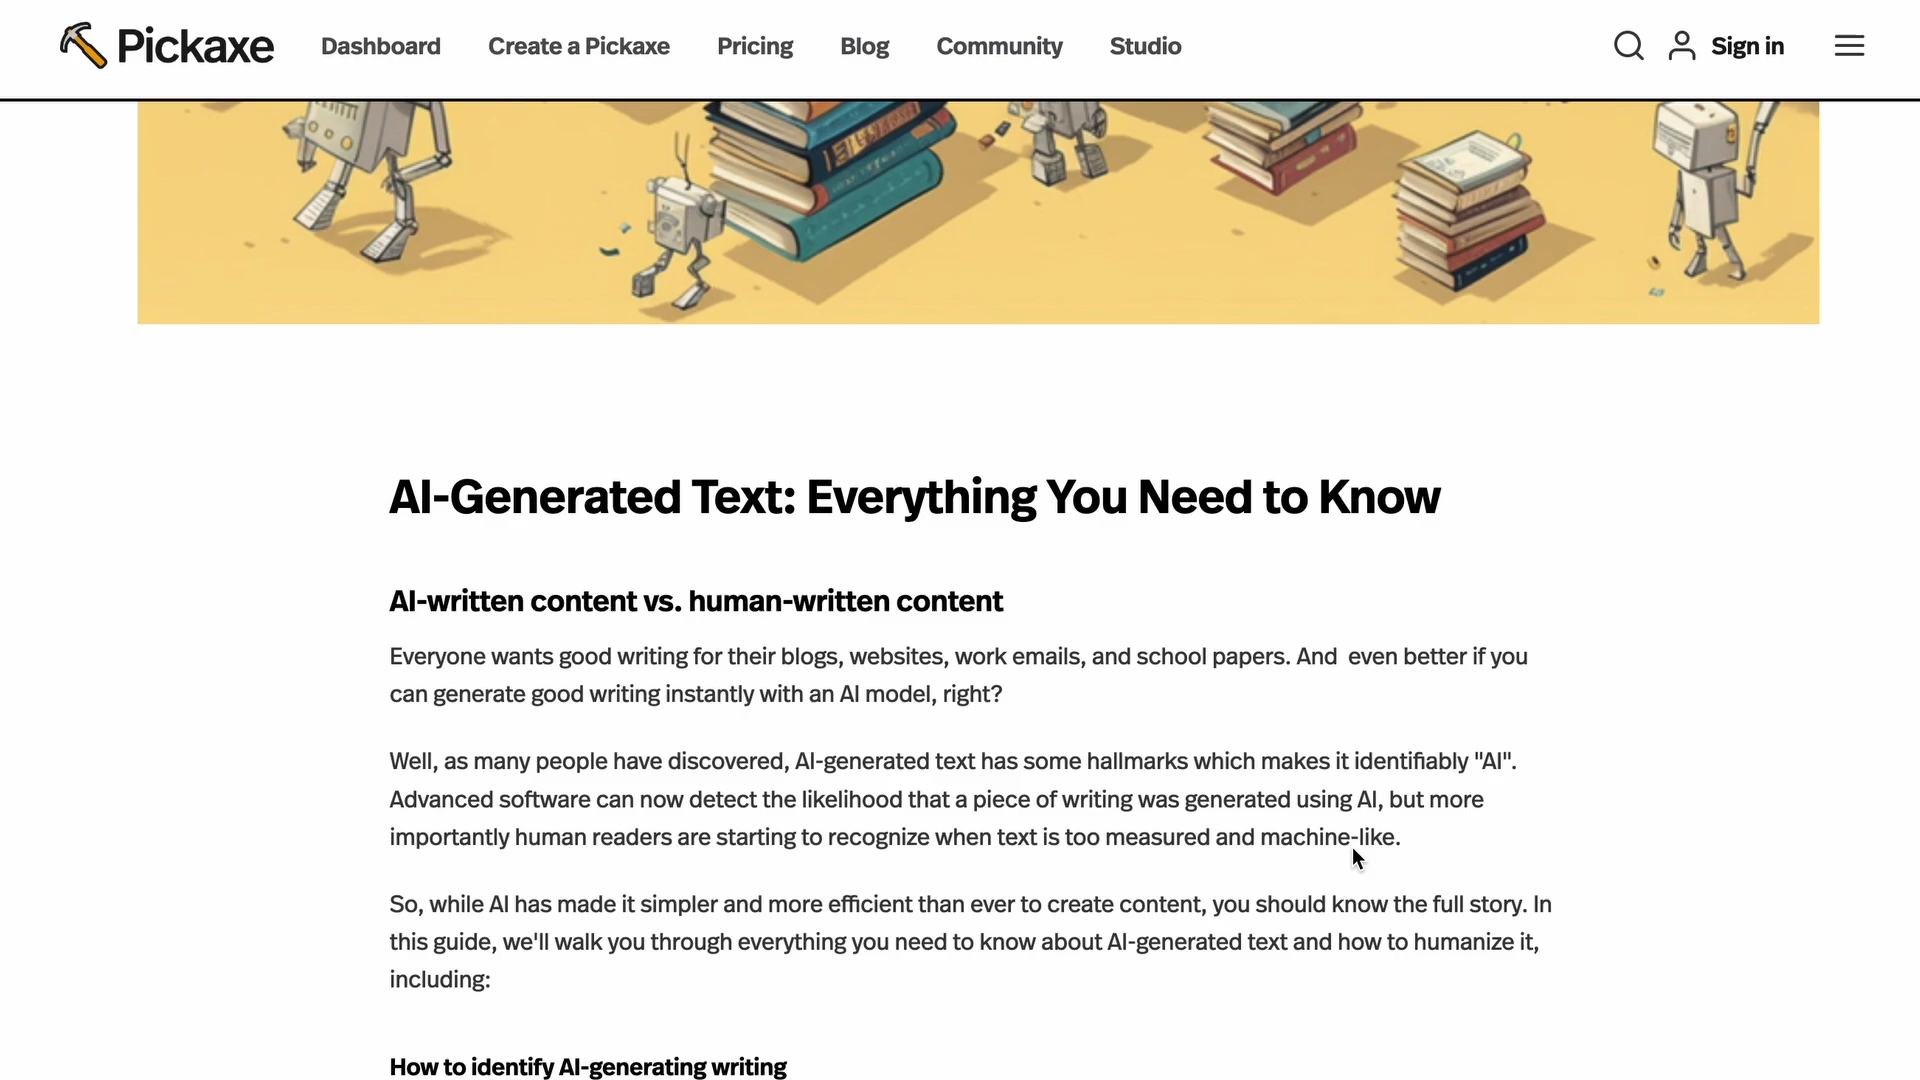 Pickaxe Dashboard Create a Pickaxe Pricing Blog Community Studio Sign in
AI-Generated Text: Everything You Need to Know
AI-written content vs. human-written content
Everyone wants good writing for their blogs, websites, work emails, and school papers. And  even better if you
can generate good writing instantly with an AI model, right?
Well, as many people have discovered, AI-generated text has some hallmarks which makes it identifiably "AI".
Advanced software can now detect the likelihood that a piece of writing was generated using AI, but more
importantly human readers are starting to recognize when text is too measured and machine-like.
So, while AI has made it simpler and more efficient than ever to create content, you should know the full story. In
this guide, we'll walk you through everything you need to know about AI-generated text and how to humanize it,
including:
How to identify AI-generating writing